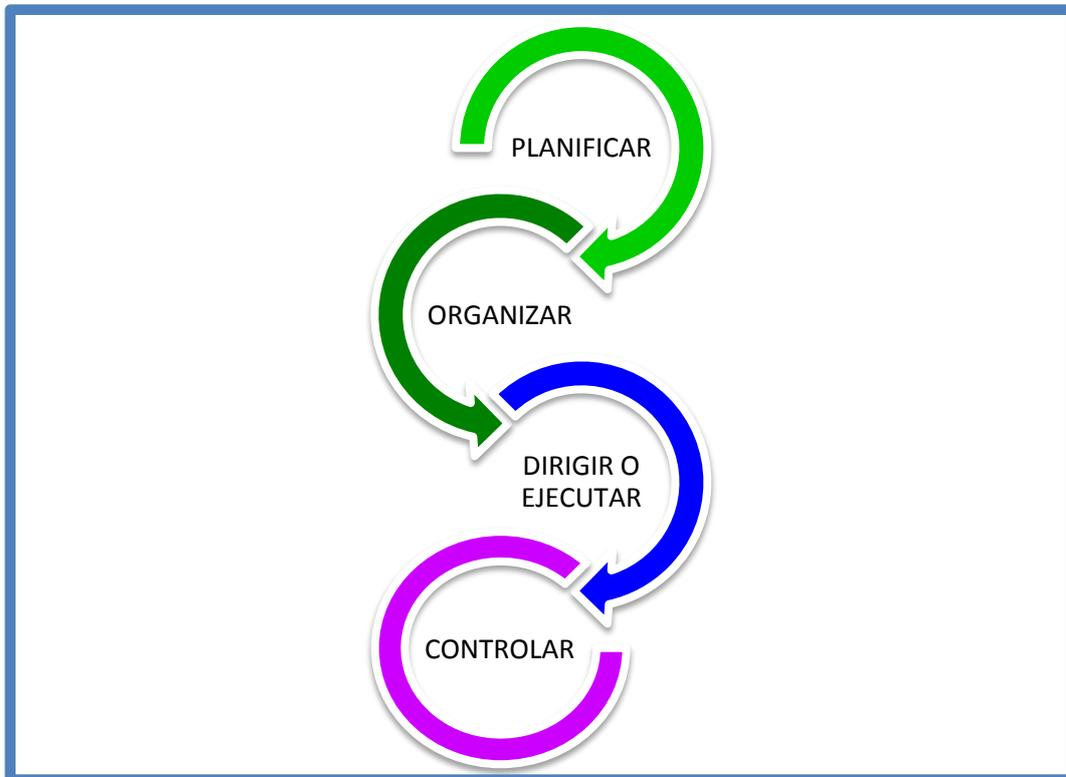 PLANIFICAR
ORGANIZAR
DIRIGIR O
EJECUTAR
CONTROLAR